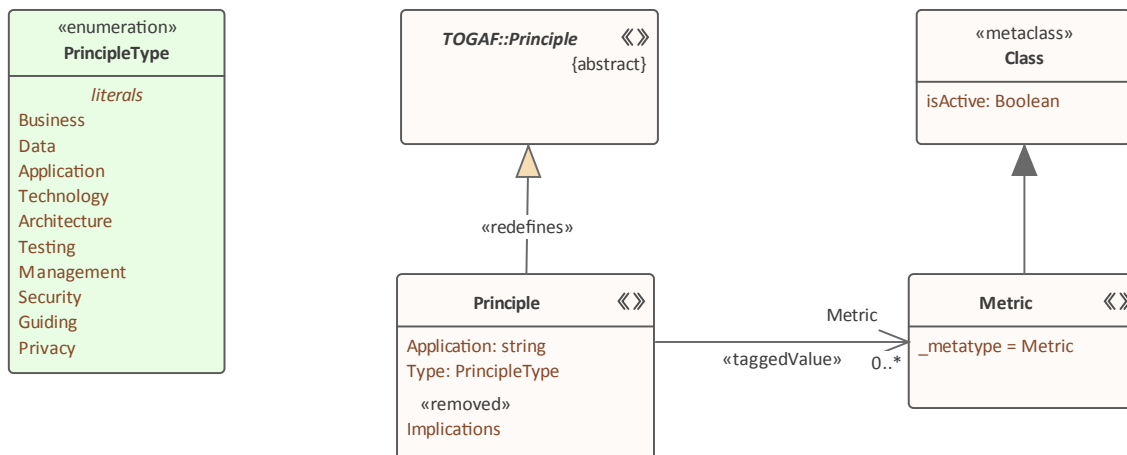 «enumeration»
PrincipleType
literals
Business
Data
Application
Technology
Architecture
Testing
Management
Security
Guiding
Privacy
TOGAF::Principle
«»
{abstract}
«redefines»
Principle
«»
Application: string
Type: PrincipleType
«removed»
Implications
Metric
«taggedValue»
0..*
«metaclass»
Class
isActive: Boolean
Metric
«»
_metatype = Metric